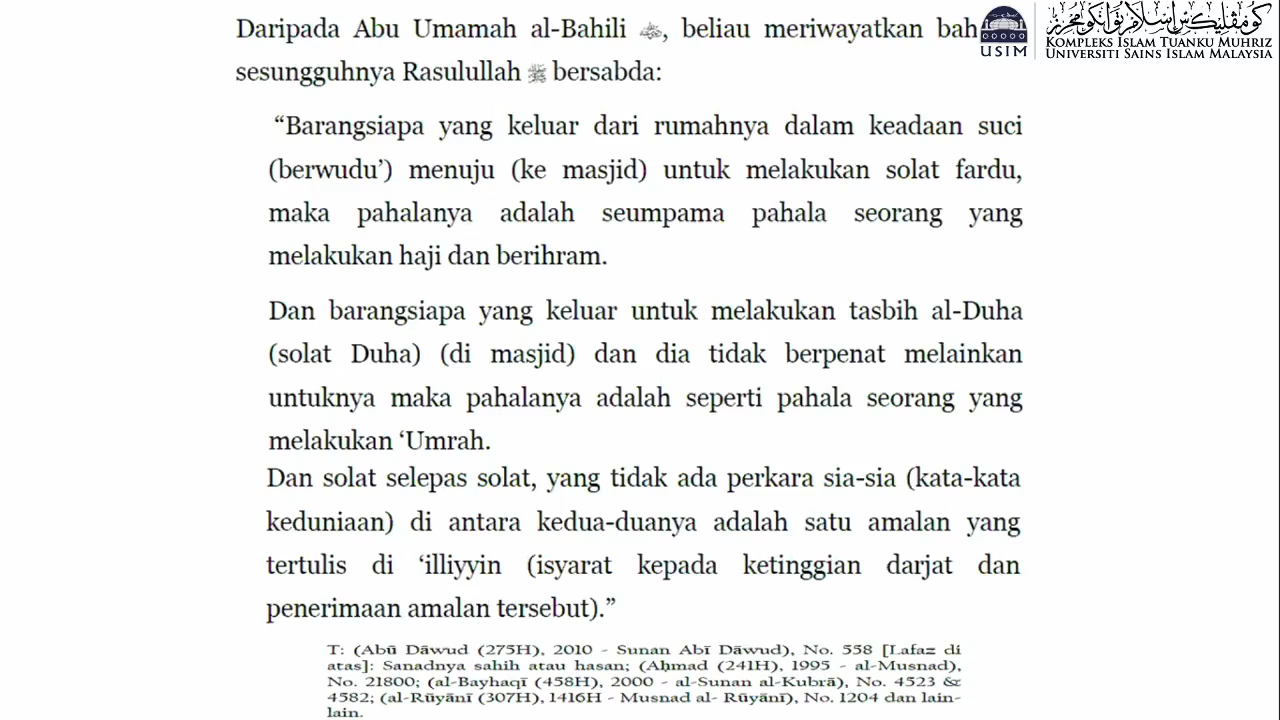 Daripada Abu Umamah al-Bahili ﵁, beliau meriwayatkan bah
sesungguhnya Rasulullah ﷺ bersabda:
USIM
KOMPLEKS ISLAM TUANKU MUHRIZ
UNIVERSITI SAINS ISLAM MALAYSIA
“Barangsiapa yang keluar dari rumahnya dalam keadaan suci
(berwudu’) menuju (ke masjid) untuk melakukan solat fardu,
maka pahalanya adalah seumpama pahala seorang yang
melakukan haji dan berihram.
Dan barangsiapa yang keluar untuk melakukan tasbih al-Duha
(solat Duha) (di masjid) dan dia tidak berpenat melainkan
untuknya maka pahalanya adalah seperti pahala seorang yang
melakukan ‘Umrah.
Dan solat selepas solat, yang tidak ada perkara sia-sia (kata-kata
keduniaan) di antara kedua-duanya adalah satu amalan yang
tertulis di ‘illiyyin (isyarat kepada ketinggian darjat dan
penerimaan amalan tersebut).”
T: (Abū Dāwud (275H), 2010 - Sunan Abī Dāwud), No. 558 [Lafaz di
atas]: Sanadnya sahih atau hasan; (Aḥmad (241H), 1995 - al-Musnad),
No. 21800; (al-Bayhaqī (458H), 2000 - al-Sunan al-Kubrā), No. 4523 &
4582; (al-Rūyānī (307H), 1416H - Musnad al- Rūyānī), No. 1204 dan lain-
lain.